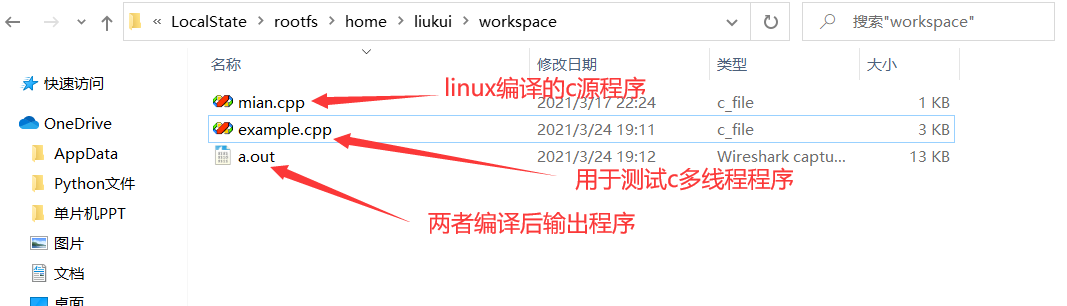 « LocalState › rootfs › home › liukui › workspace
搜索"workspace"
名称 修改日期 类型 大小
快速访问
OneDrive
AppData
Python文件
单片机PPT
图片
文档
桌面
mian.cpp 2021/3/17 22:24 c_file 1 KB
example.cpp 2021/3/24 19:11 c_file 3 KB
a.out 2021/3/24 19:12 Wireshark captu... 13 KB
linux编译的c源程序
用于测试c多线程程序
两者编译后输出程序